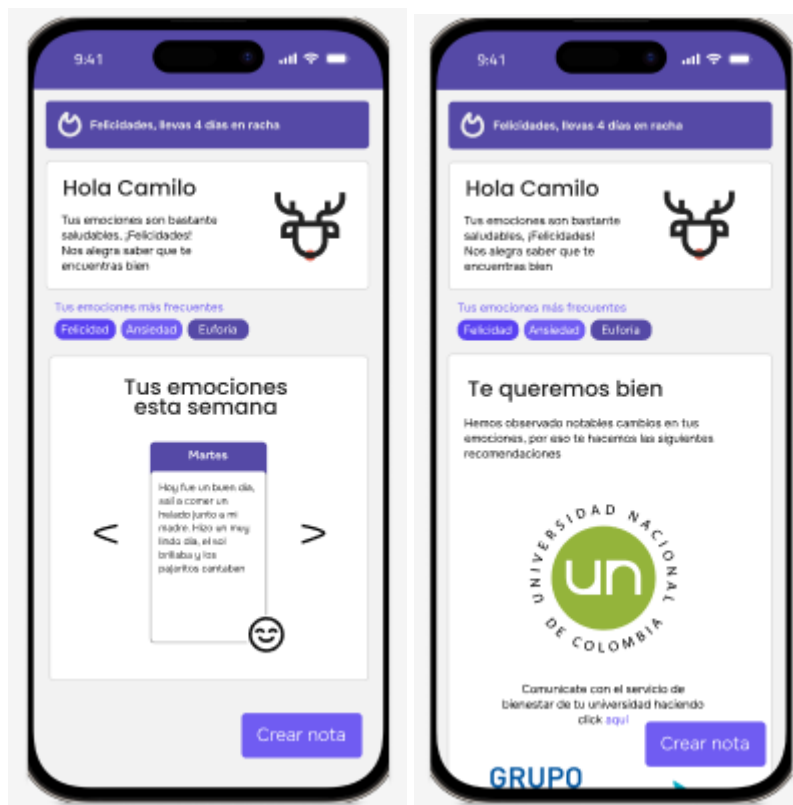 9:41
Felicidades, llevas 4 días en racha
Hola Camilo
Tus emociones son bastante
saludables, ¡Felicidades!
Nos alegra saber que te
encuentras bien
Tus emociones más frecuentes
Felicidad
Ansiedad
Euforia
Tus emociones
esta semana
Martes
Hoy fue un buen día,
salí a comer un
helado junto a mi
madre. Hizo un muy
lindo día, el sol
brillaba y los
pajaritos cantaban
<
>
Crear nota
9:41
Felicidades, llevas 4 días en racha
Hola Camilo
Tus emociones son bastante
saludables, ¡Felicidades!
Nos alegra saber que te
encuentras bien
Tus emociones más frecuentes
Felicidad
Ansiedad
Euforia
Te queremos bien
Hemos observado notables cambios en tus
emociones, por eso te hacemos las siguientes
recomendaciones
UNIVERSIDAD NACIONAL
DE COLOMBIA
un
Comunicate con el servicio de
bienestar de tu universidad haciendo
click aquí
Crear nota
GRUPO